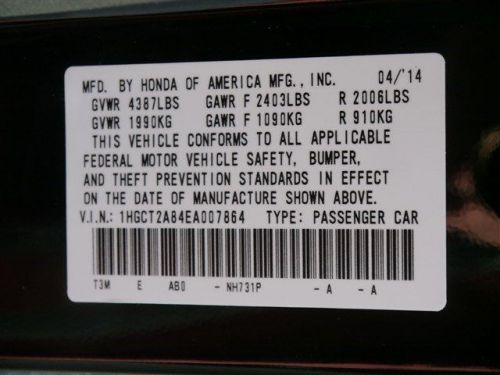 MFD. BY HONDA OF AMERICA MFG., INC. 04/'14
GVWR 4387LBS GAWR F 2403LBS R 2006LBS
GVWR 1990KG GAWR F 1090KG R 910KG
THIS VEHICLE CONFORMS TO ALL APPLICABLE
FEDERAL MOTOR VEHICLE SAFETY, BUMPER,
AND THEFT PREVENTION STANDARDS IN EFFECT
ON THE DATE OF MANUFACTURE SHOWN ABOVE.
V.I.N.: 1HGCT2A84EA007864 TYPE: PASSENGER CAR
T3M E AB0 - NH731P - A - A